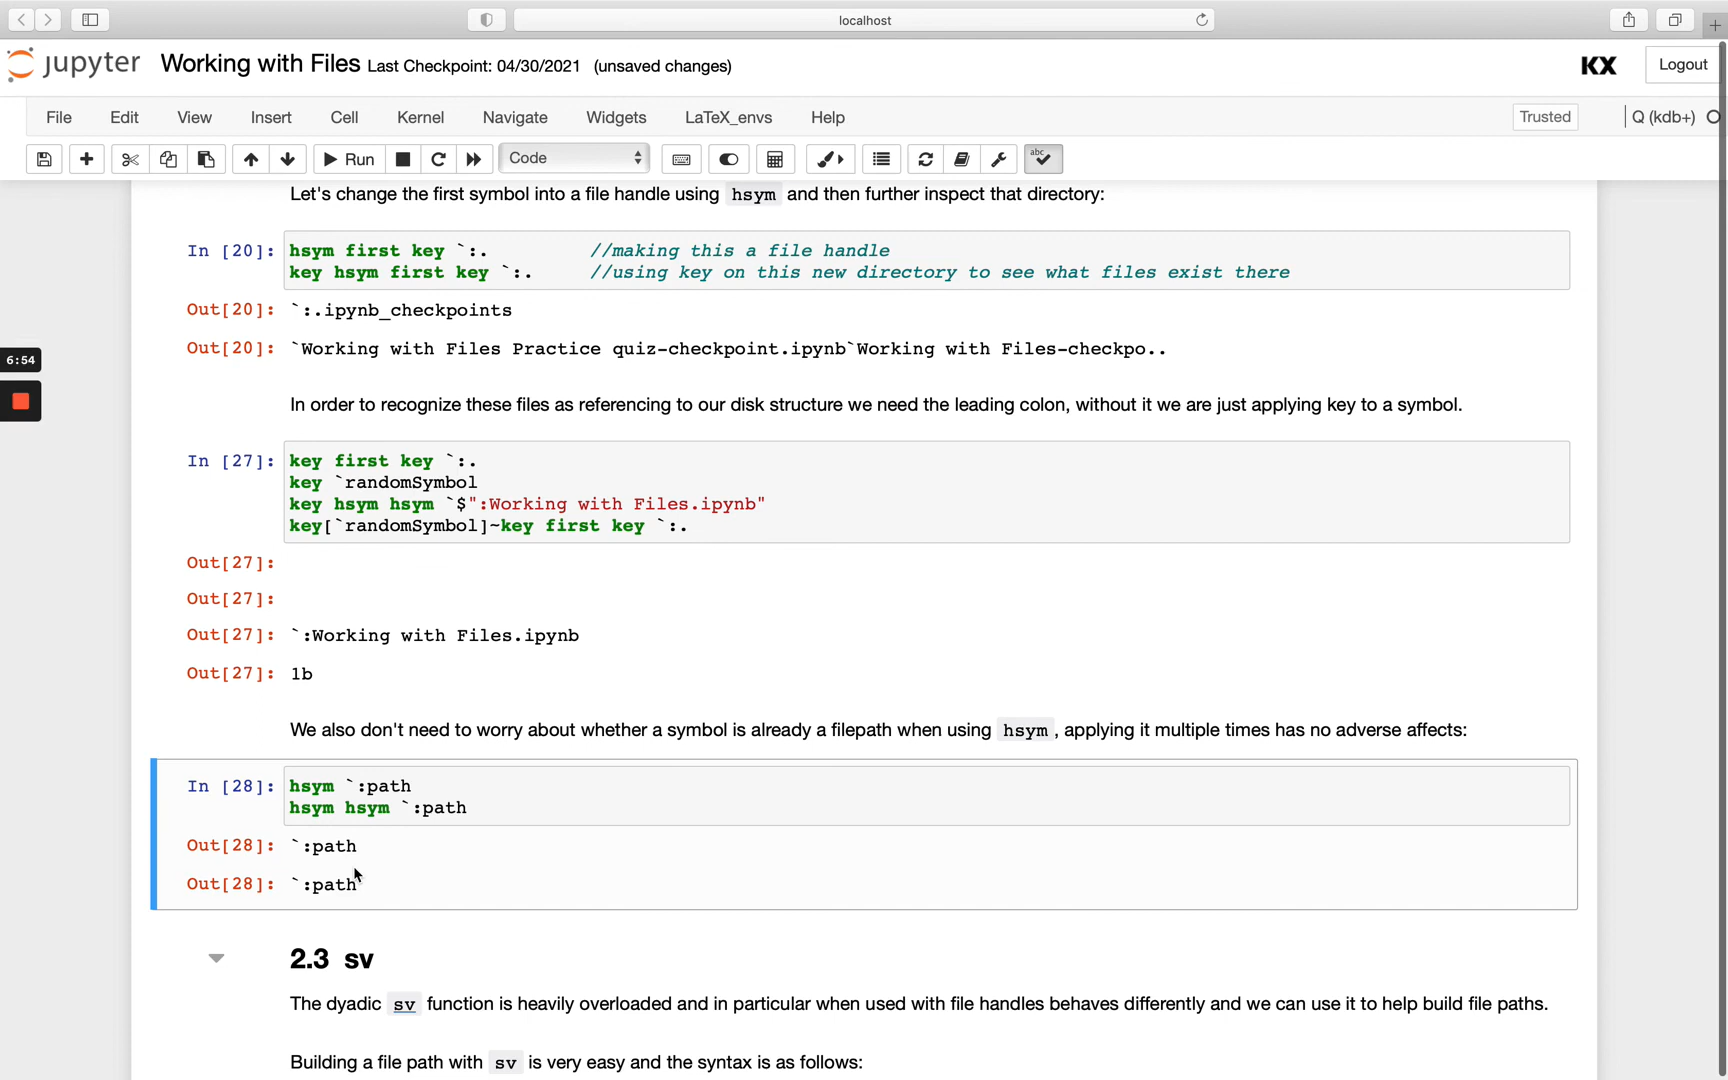 localhost
jupyter Working with Files Last Checkpoint: 04/30/2021 (unsaved changes) KX Logout
File Edit View Insert Cell Kernel Navigate Widgets LaTeX_envs Help Trusted Q (kdb+)
Run Code abc
Let's change the first symbol into a file handle using hsym and then further inspect that directory:
In [20]: hsym first key `:. //making this a file handle
key hsym first key `:. //using key on this new directory to see what files exist there
Out[20]: `:.ipynb_checkpoints
Out[20]: `Working with Files Practice quiz-checkpoint.ipynb`Working with Files-checkpo..
6:54
In order to recognize these files as referencing to our disk structure we need the leading colon, without it we are just applying key to a symbol.
In [27]: key first key `:.
key `randomSymbol
key hsym hsym `$":Working with Files.ipynb"
key[`randomSymbol]~key first key `:.
Out[27]:
Out[27]:
Out[27]: `:Working with Files.ipynb
Out[27]: 1b
We also don't need to worry about whether a symbol is already a filepath when using hsym , applying it multiple times has no adverse affects:
In [28]: hsym `:path
hsym hsym `:path
Out[28]: `:path
Out[28]: `:path
2.3 sv
The dyadic sv function is heavily overloaded and in particular when used with file handles behaves differently and we can use it to help build file paths.
Building a file path with sv is very easy and the syntax is as follows: